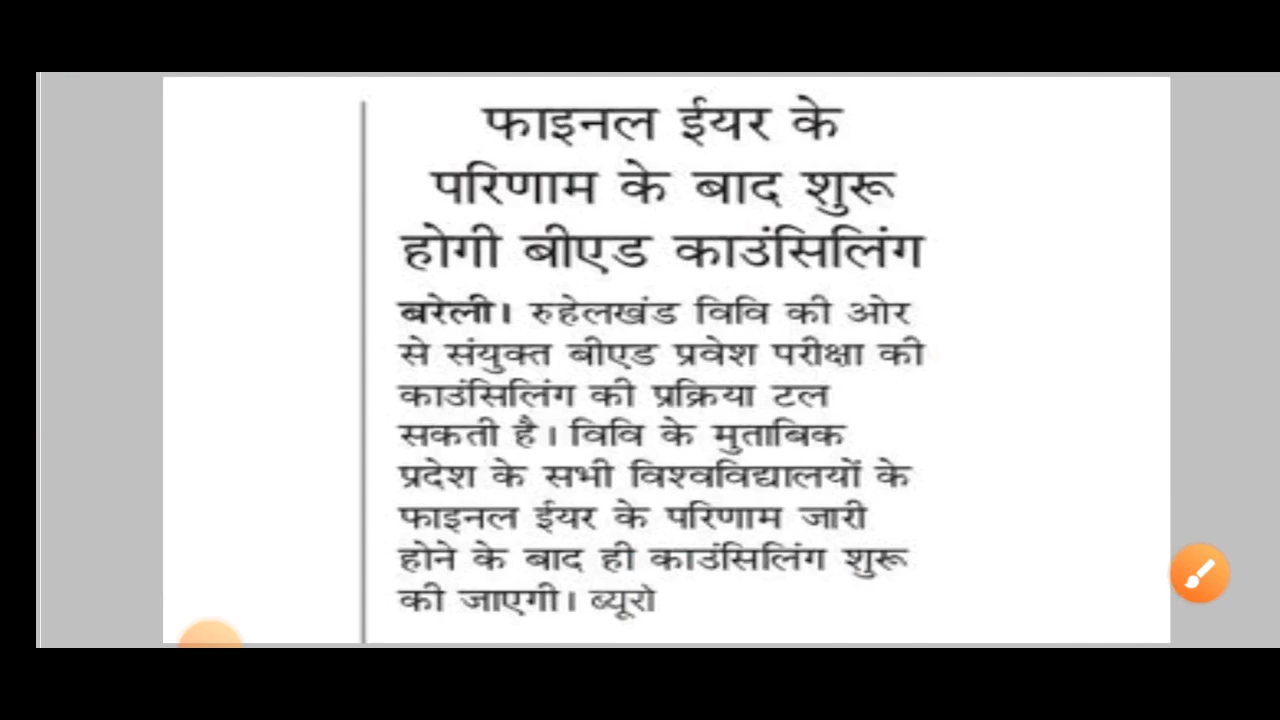 फाइनल ईयर के
परिणाम के बाद शुरू
होगी बीएड काउंसिलिंग
बरेली। रुहेलखंड विवि की ओर
से संयुक्त बीएड प्रवेश परीक्षा की
काउंसिलिंग की प्रक्रिया टल
सकती है। विवि के मुताबिक
प्रदेश के सभी विश्वविद्यालयों के
फाइनल ईयर के परिणाम जारी
होने के बाद ही काउंसिलिंग शुरू
की जाएगी। ब्यूरो